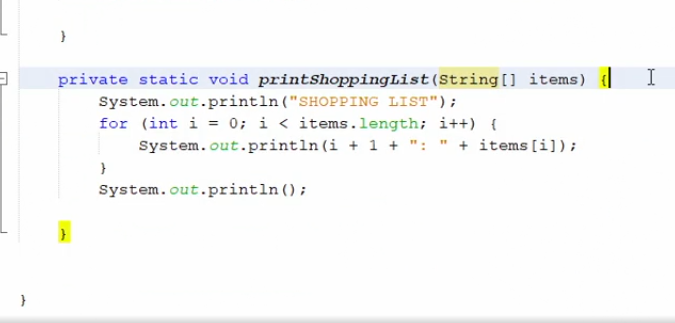 }
private static void printShoppingList(String[] items) {
System.out.println("SHOPPING LIST");
for (int i = 0; i < items.length; i++) {
System.out.println(i + 1 + ": " + items[i]);
}
System.out.println();
}
}